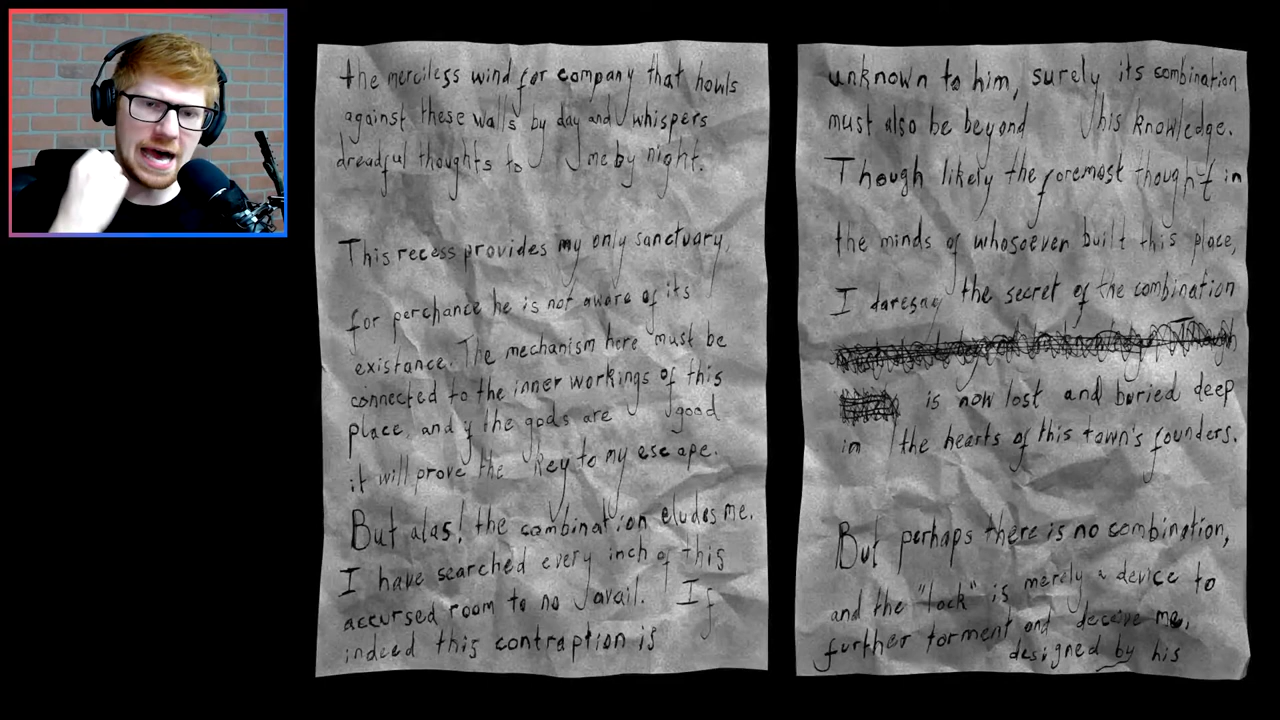 the merciless wind for company that howls
against these walls by day and whispers
dreadful thoughts to me by night.
This recess provides my only sanctuary,
for perchance he is not aware of its
existance. The mechanism here must be
connected to the inner workings of this
place, and if the gods are good
it will prove the key to my escape.
But alas! the combination eludes me.
I have searched every inch of this
accursed room to no avail. If
indeed this contraption is
unknown to him, surely its combination
must also be beyond his knowledge.
Though likely the foremost thought in
the minds of whosoever built this place,
I daresay the secret of the combination
is now lost and buried deep
in the hearts of this town's founders.
But perhaps there is no combination,
and the "lock" is merely a device to
further torment and deceive me,
designed by his